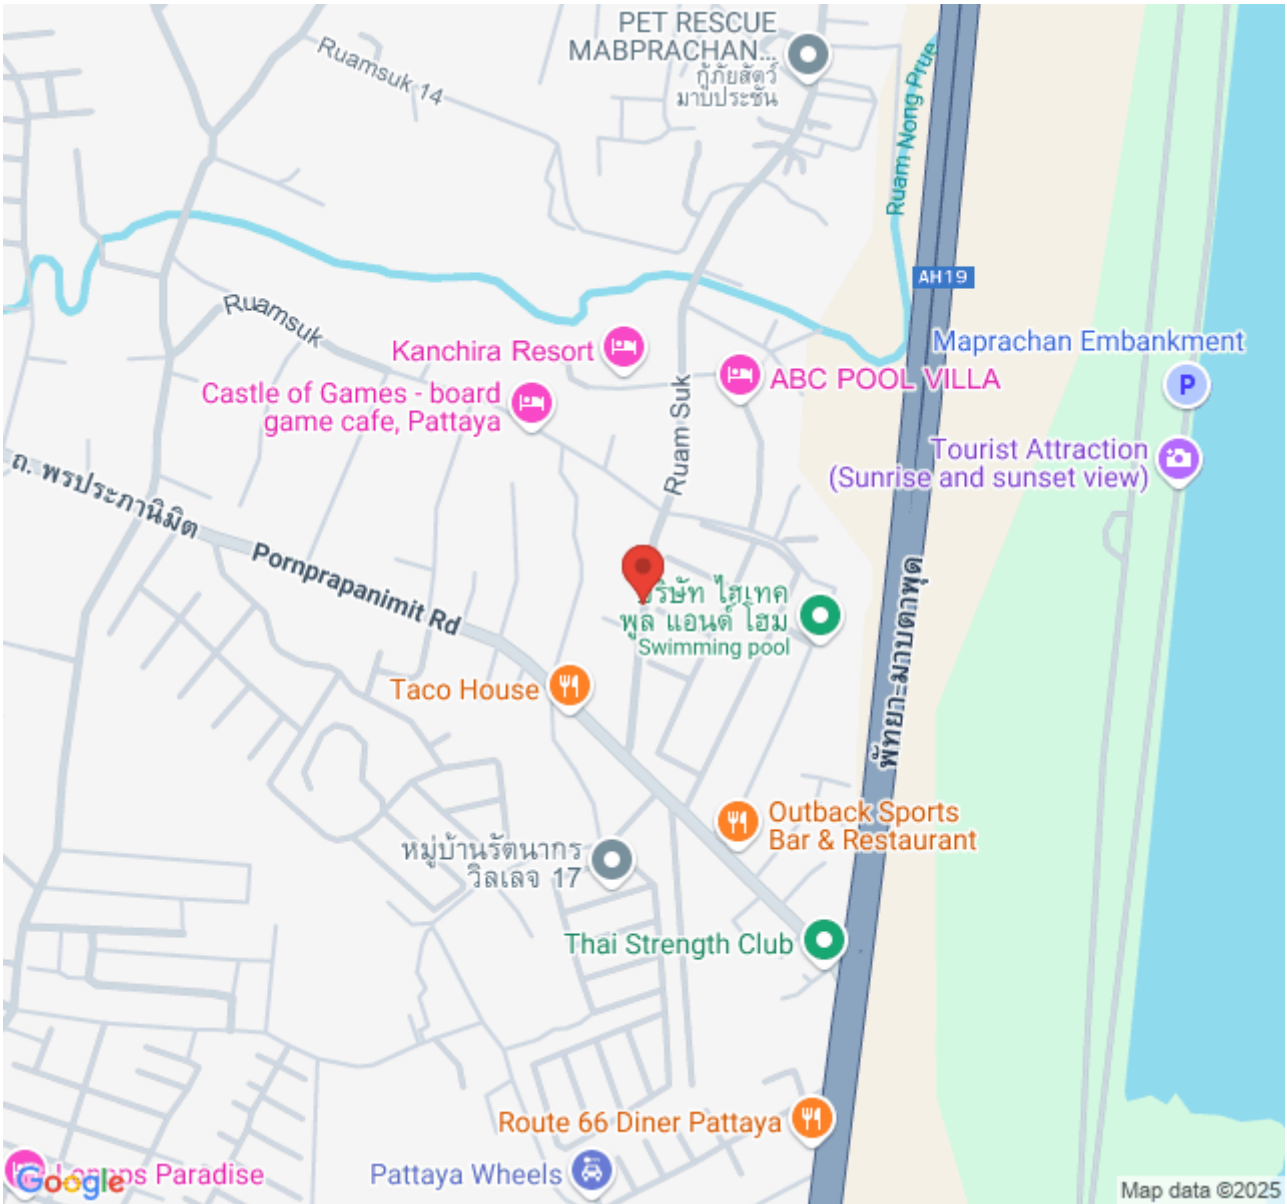 PET RESCUE
MABPRACHAN...
กู้ภัยสัตว์
มาบประชัน
Ruamsuk 14
Ruam Nong Prue
AH19
Ruamsuk
Kanchira Resort
Maprachan Embankment
P
ABC POOL VILLA
Castle of Games - board
game cafe, Pattaya
Ruam Suk
Tourist Attraction
(Sunrise and sunset view)
ถ. พรประภานิมิต
Pornprapanimit Rd
พัทยา-มาบตาพุด
ริษัท ไฮเทค
พูล แอนด์ โฮม
Swimming pool
Taco House
Outback Sports
Bar & Restaurant
หมู่บ้านรัตนากร
วิลเลจ 17
Thai Strength Club
Route 66 Diner Pattaya
Pattaya Wheels
Paradise
Google
Map data ©2025